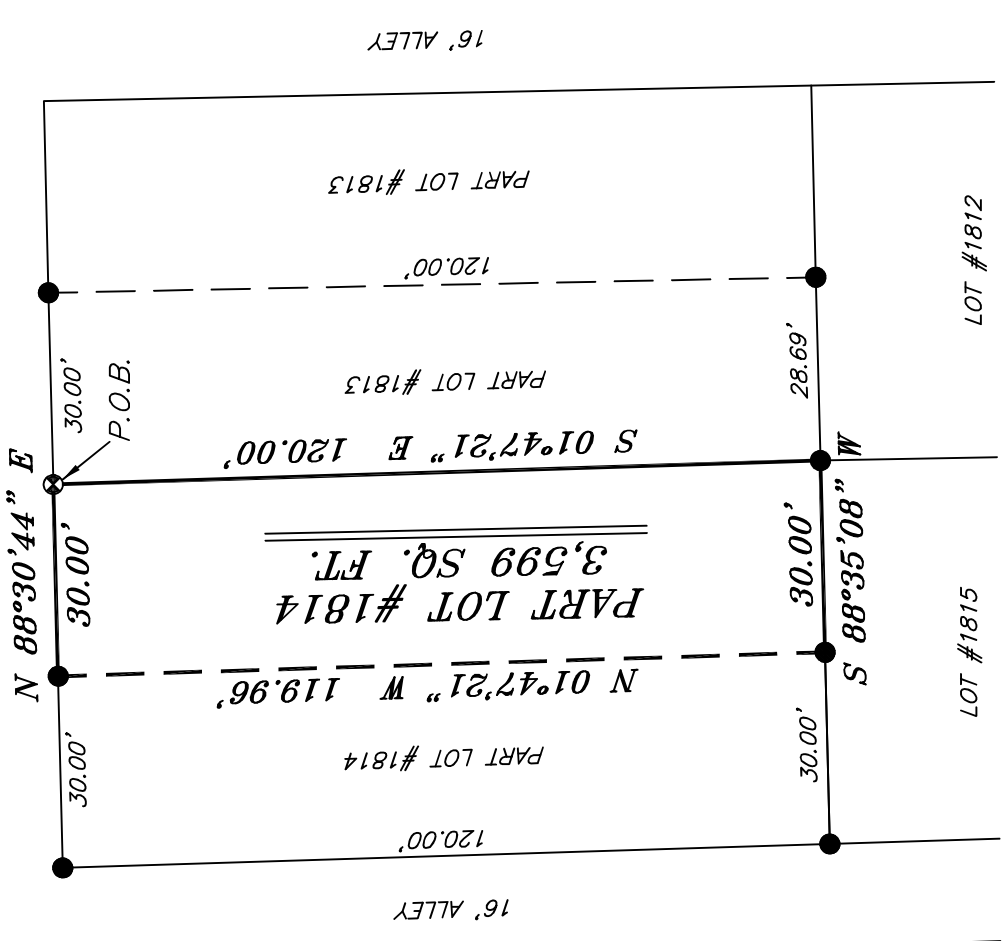 16' ALLEY
PART LOT #1813
120.00'
LOT #1812
30.00'
P.O.B.
PART LOT #1813
28.69'
S 01°47'21" E 120.00'
N 88°30'44" E
30.00'
3,599 SQ. FT.
PART LOT #1814
30.00'
S 88°35'08" W
N 01°47'21" W 119.96'
LOT #1815
30.00'
PART LOT #1814
30.00'
120.00'
16' ALLEY